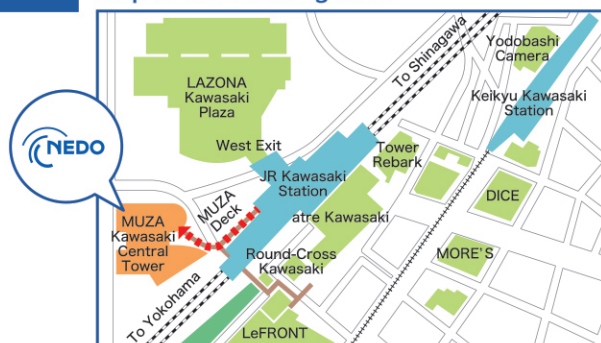 To Shinagawa
Yodobashi
Camera
LAZONA
Kawasaki
Plaza
Keikyu Kawasaki
Station
NEDO
West Exit
Tower
Rebark
JR Kawasaki
Station
DICE
MUZA
Deck
atre Kawasaki
MUZA
Kawasaki
Central
Tower
Round-Cross
Kawasaki
MORE'S
To Yokohama
LeFRONT